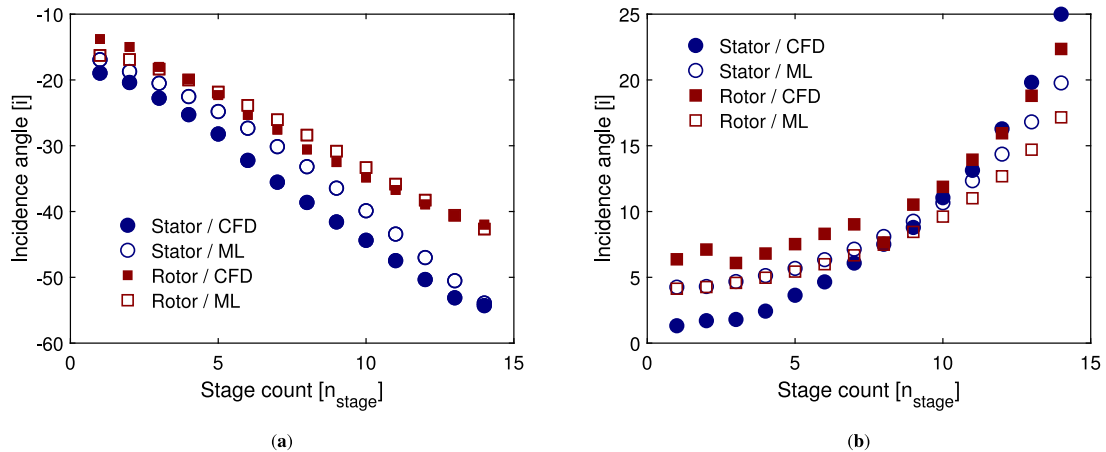 -10
-20
-30
-40
-50
-60
Incidence angle [i]
Stator / CFD
Stator / ML
Rotor / CFD
Rotor / ML
0
5
10
15
Stage count [n_stage]
(a)
25
20
15
10
5
0
Incidence angle [i]
Stator / CFD
Stator / ML
Rotor / CFD
Rotor / ML
0
5
10
15
Stage count [n_stage]
(b)